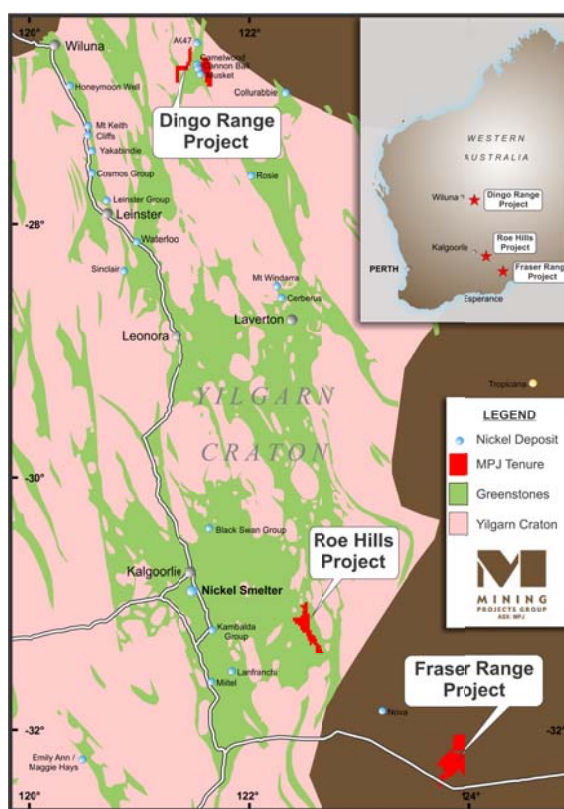 120°
122°
Wiluna
AK47
Camelwood
Cannon Ball
Musket
Honeymoon Well
Collurabbie
Dingo Range
Project
Mt Keith
Cliffs
Yakabindie
Cosmos Group
Rosie
Leinster Group
-28°
Leinster
Waterloo
Sinclair
Mt Windarra
Cerberus
Laverton
Leonora
YILGARN
CRATON
Tropicana
-30°
Black Swan Group
Roe Hills
Project
Kalgoorlie
Nickel Smelter
Kambalda
Group
Lanfranchi
Miitel
Fraser Range
Project
Nova
-32°
-32°
Emily Ann /
Maggie Hays
120°
122°
124°
WESTERN
AUSTRALIA
Wiluna
Dingo Range
Project
Roe Hills
Project
Kalgoorlie
Fraser Range
Project
PERTH
Esperance
LEGEND
Nickel Deposit
MPJ Tenure
Greenstones
Yilgarn Craton
M
MINING
PROJECTS GROUP
ASX: MPJ